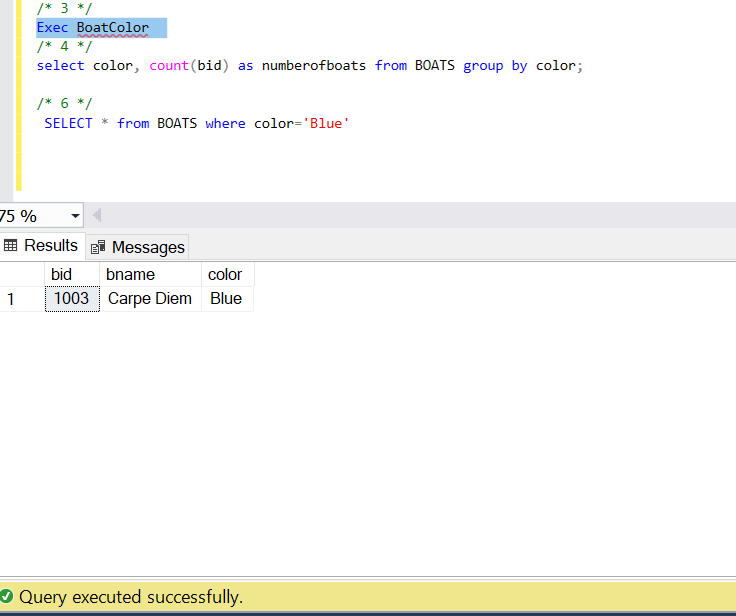 /* 3 */
Exec BoatColor
/* 4 */
select color, count(bid) as numberofboats from BOATS group by color;
/* 6 */
SELECT * from BOATS where color='Blue'
75 %
Results Messages
bid bname color
1 1003 Carpe Diem Blue
Query executed successfully.